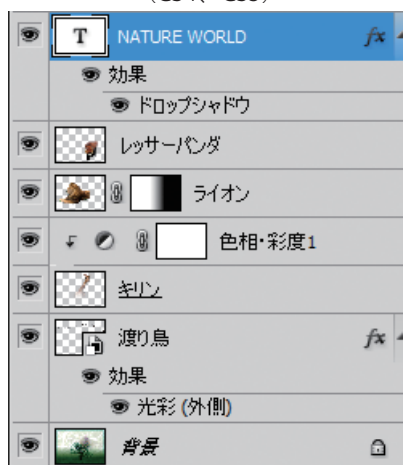 T NATURE WORLD fx
効果
ドロップシャドウ
レッサーパンダ
ライオン
色相・彩度1
キリン
渡り鳥 fx
効果
光彩 (外側)
背景